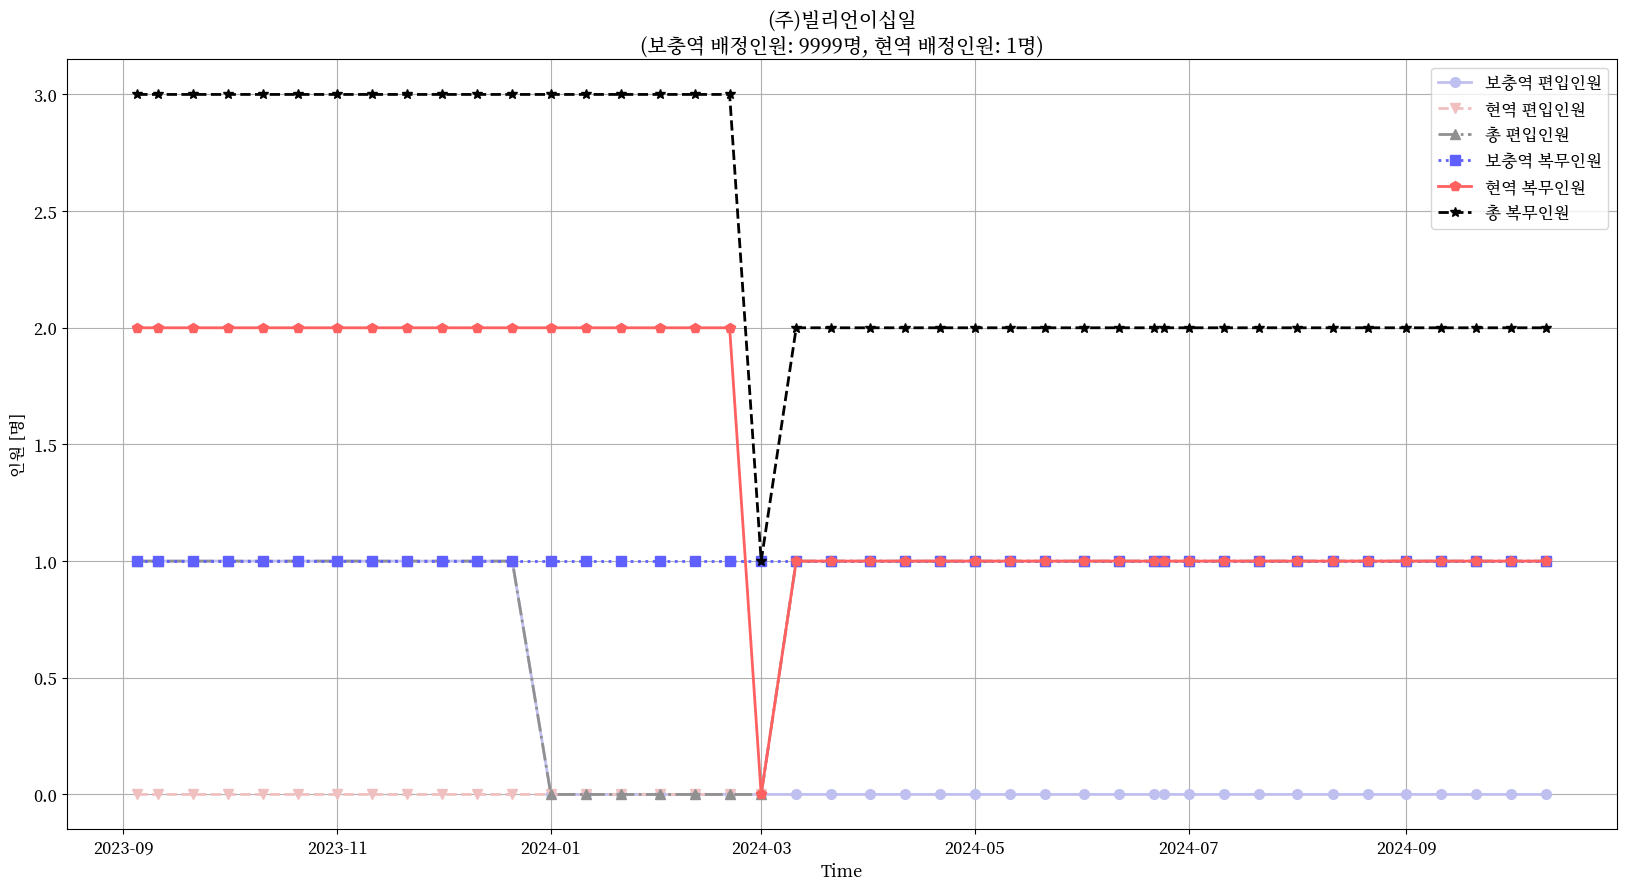 (주)빌리언이십일
(보충역 배정인원: 9999명, 현역 배정인원: 1명)
보충역 편입인원
현역 편입인원
총 편입인원
보충역 복무인원
현역 복무인원
총 복무인원
인원 [명]
3.0
2.5
2.0
1.5
1.0
0.5
0.0
2023-09 2023-11 2024-01 2024-03 2024-05 2024-07 2024-09
Time